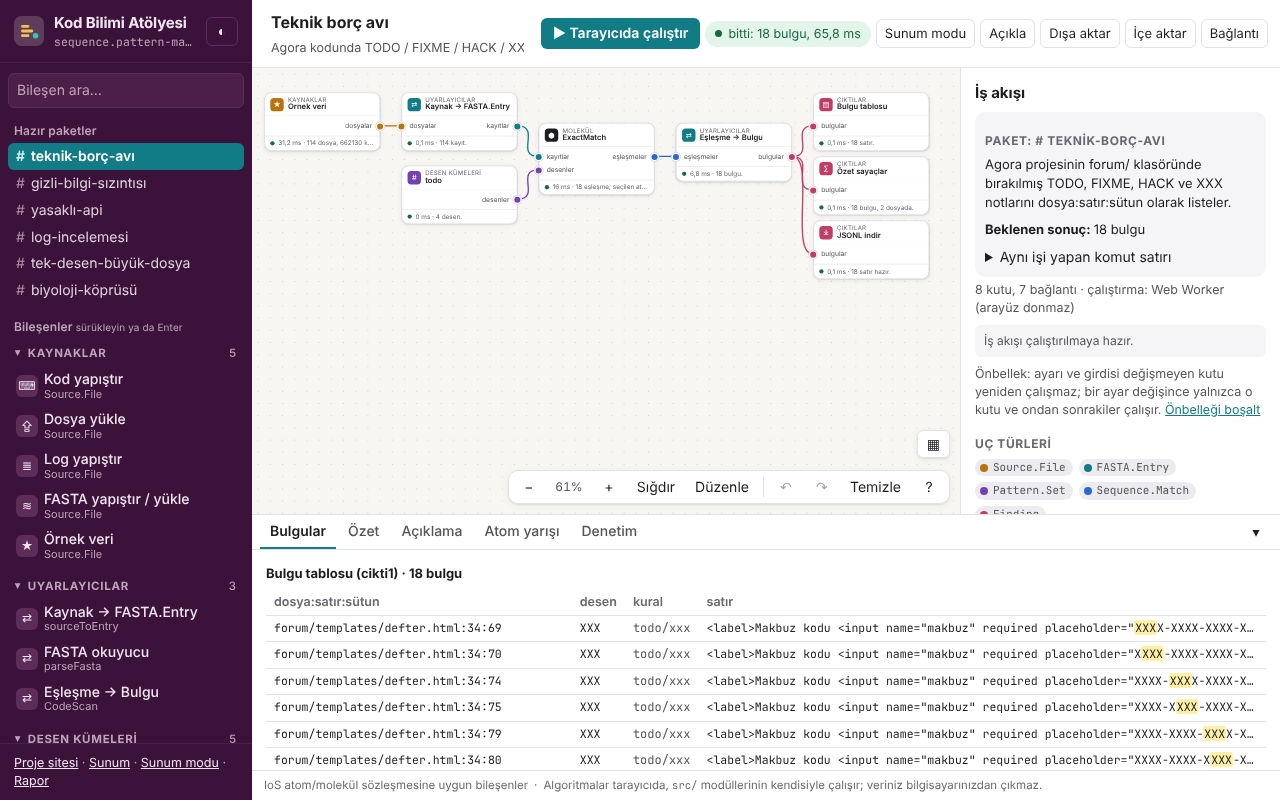 Kod Bilimi Atölyesi
sequence.pattern-ma…
Bileşen ara…
Hazır paketler
# teknik-borç-avı
# gizli-bilgi-sızıntısı
# yasaklı-api
# log-incelemesi
# tek-desen-büyük-dosya
# biyoloji-köprüsü
Bileşenler sürükleyin ya da Enter
▼ KAYNAKLAR 5
Kod yapıştır
Source.File
Dosya yükle
Source.File
Log yapıştır
Source.File
FASTA yapıştır / yükle
Source.File
Örnek veri
Source.File
▼ UYARLAYICILAR 3
Kaynak → FASTA.Entry
sourceToEntry
FASTA okuyucu
parseFasta
Eşleşme → Bulgu
CodeScan
▼ DESEN KÜMELERİ 5
Proje sitesi · Sunum · Sunum modu ·
Rapor
Teknik borç avı
Agora kodunda TODO / FIXME / HACK / XX
▶ Tarayıcıda çalıştır
bitti: 18 bulgu, 65,8 ms
Sunum modu
Açıkla
Dışa aktar
İçe aktar
Bağlantı
KAYNAKLAR
Örnek veri
dosyalar
31,2 ms · 114 dosya, 662130 k…
UYARLAYICILAR
Kaynak → FASTA.Entry
dosyalar kayıtlar
0,1 ms · 114 kayıt.
DESEN KÜMELERİ
todo
desenler
0 ms · 4 desen.
MOLEKÜL
ExactMatch
kayıtlar eşleşmeler
desenler
16 ms · 18 eşleşme; seçilen at…
UYARLAYICILAR
Eşleşme → Bulgu
eşleşmeler bulgular
6,8 ms · 18 bulgu.
ÇIKTILAR
Bulgu tablosu
bulgular
0,1 ms · 18 satır.
ÇIKTILAR
Özet sayaçlar
bulgular
0,1 ms · 18 bulgu, 2 dosyada.
ÇIKTILAR
JSONL indir
bulgular
0,1 ms · 18 satır hazır.
− 61% + Sığdır Düzenle ↶ ↷ Temizle ?
İş akışı
PAKET: # TEKNİK-BORÇ-AVI
Agora projesinin forum/ klasöründe
bırakılmış TODO, FIXME, HACK ve XXX
notlarını dosya:satır:sütun olarak listeler.
Beklenen sonuç: 18 bulgu
▶ Aynı işi yapan komut satırı
8 kutu, 7 bağlantı · çalıştırma: Web Worker
(arayüz donmaz)
İş akışı çalıştırılmaya hazır.
Önbellek: ayarı ve girdisi değişmeyen kutu
yeniden çalışmaz; bir ayar değişince yalnızca o
kutu ve ondan sonrakiler çalışır. Önbelleği boşalt
UÇ TÜRLERİ
Source.File FASTA.Entry
Pattern.Set Sequence.Match
Finding
Bulgular Özet Açıklama Atom yarışı Denetim ▼
Bulgu tablosu (cikti1) · 18 bulgu
dosya:satır:sütun desen kural satır
forum/templates/defter.html:34:69 XXX todo/xxx <label>Makbuz kodu <input name="makbuz" required placeholder="XXXX-XXXX-XXXX-X…
forum/templates/defter.html:34:70 XXX todo/xxx <label>Makbuz kodu <input name="makbuz" required placeholder="XXXX-XXXX-XXXX-X…
forum/templates/defter.html:34:74 XXX todo/xxx <label>Makbuz kodu <input name="makbuz" required placeholder="XXXX-XXXX-XXXX-X…
forum/templates/defter.html:34:75 XXX todo/xxx <label>Makbuz kodu <input name="makbuz" required placeholder="XXXX-XXXX-XXXX-X…
forum/templates/defter.html:34:79 XXX todo/xxx <label>Makbuz kodu <input name="makbuz" required placeholder="XXXX-XXXX-XXXX-X…
forum/templates/defter.html:34:80 XXX todo/xxx <label>Makbuz kodu <input name="makbuz" required placeholder="XXXX-XXXX-XXXX-X…
IoS atom/molekül sözleşmesine uygun bileşenler · Algoritmalar tarayıcıda, src/ modüllerinin kendisiyle çalışır; veriniz bilgisayarınızdan çıkmaz.